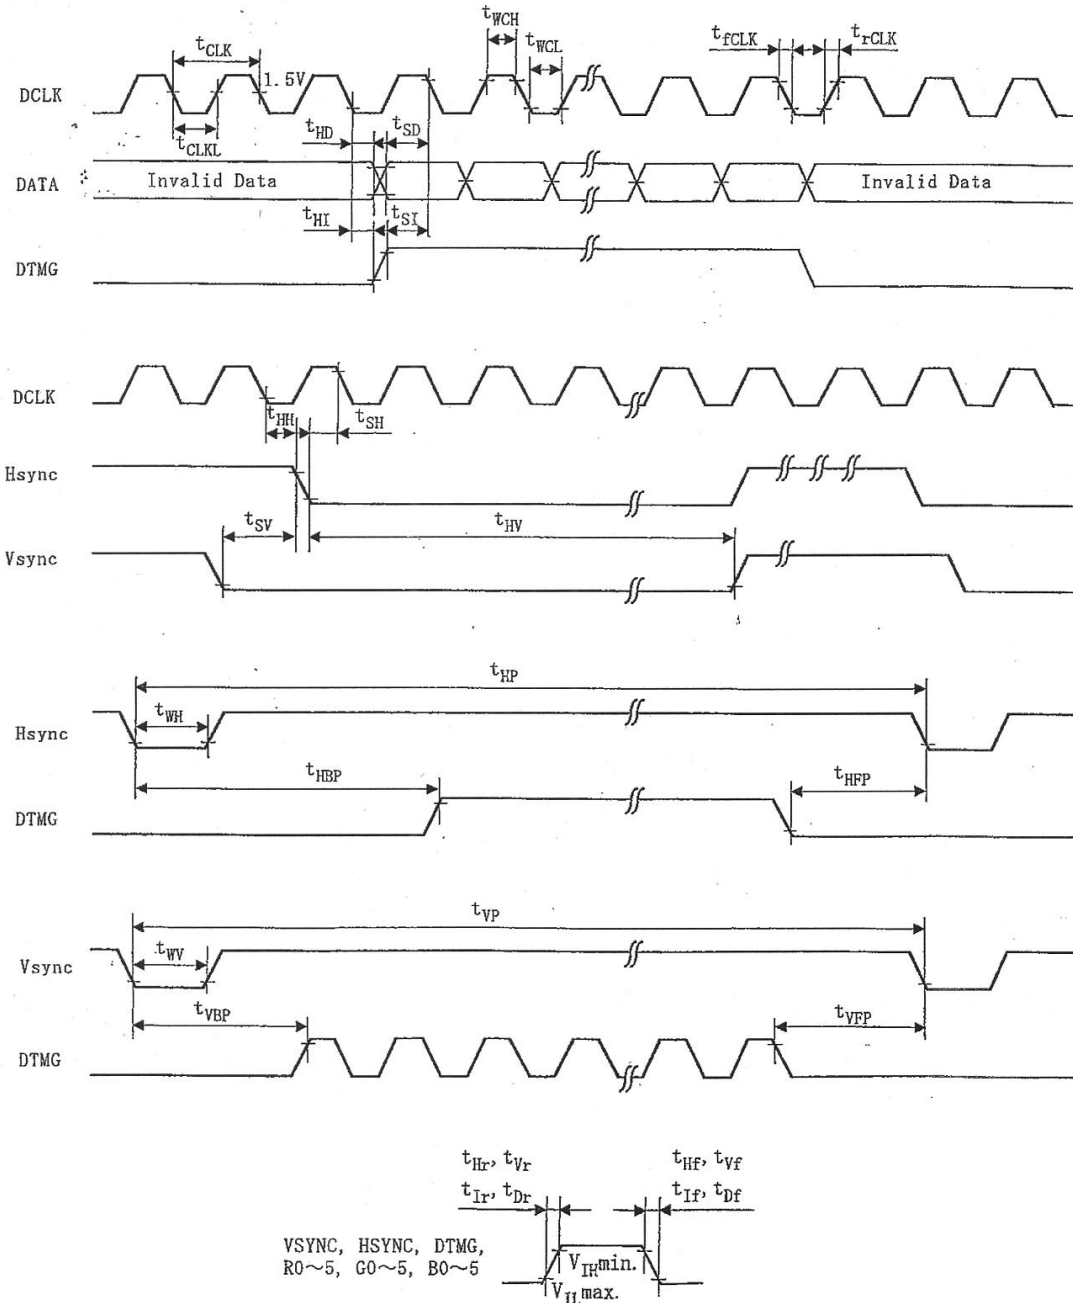 tWCH
tCLK
tWCL
tfCLK
trCLK
DCLK
1.5V
tCLKL
tHD
tSD
DATA
Invalid Data
Invalid Data
tHI
tSI
DTMG
DCLK
tHH
tSH
Hsync
tSV
tHV
Vsync
tHP
tWH
Hsync
tHBP
tHFP
DTMG
tVP
tWV
Vsync
tVBP
tVFP
DTMG
tHr, tVr
tHf, tVf
tIr, tDr
tIf, tDf
VSYNC, HSYNC, DTMG,
R0~5, G0~5, B0~5
VIHmin.
VILmax.